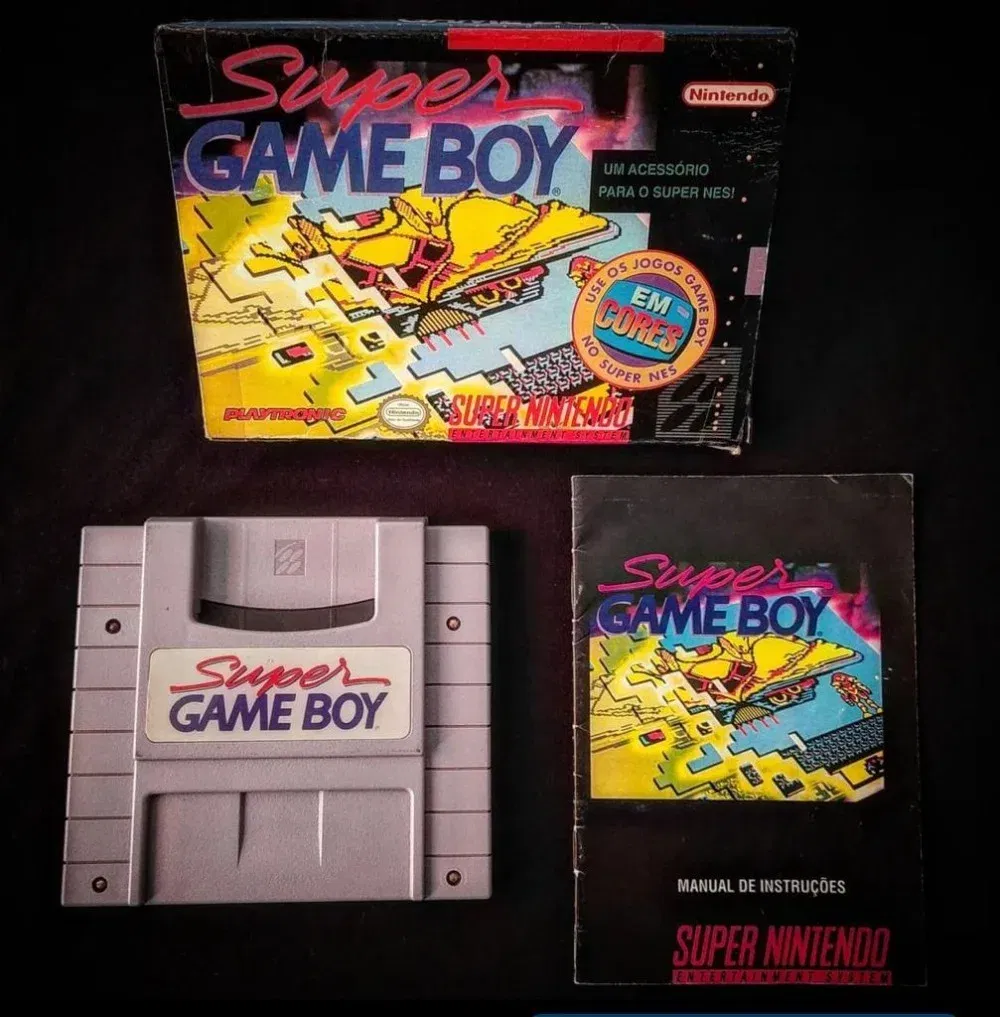 Super
GAME BOY®
Nintendo®
UM ACESSÓRIO
PARA O SUPER NES!
USE OS JOGOS GAME BOY
EM
CORES
NO SUPER NES
PLAYTRONIC
Nintendo
SUPER NINTENDO
ENTERTAINMENT SYSTEM
Super
GAME BOY
Super
GAME BOY
MANUAL DE INSTRUÇÕES
SUPER NINTENDO
ENTERTAINMENT SYSTEM